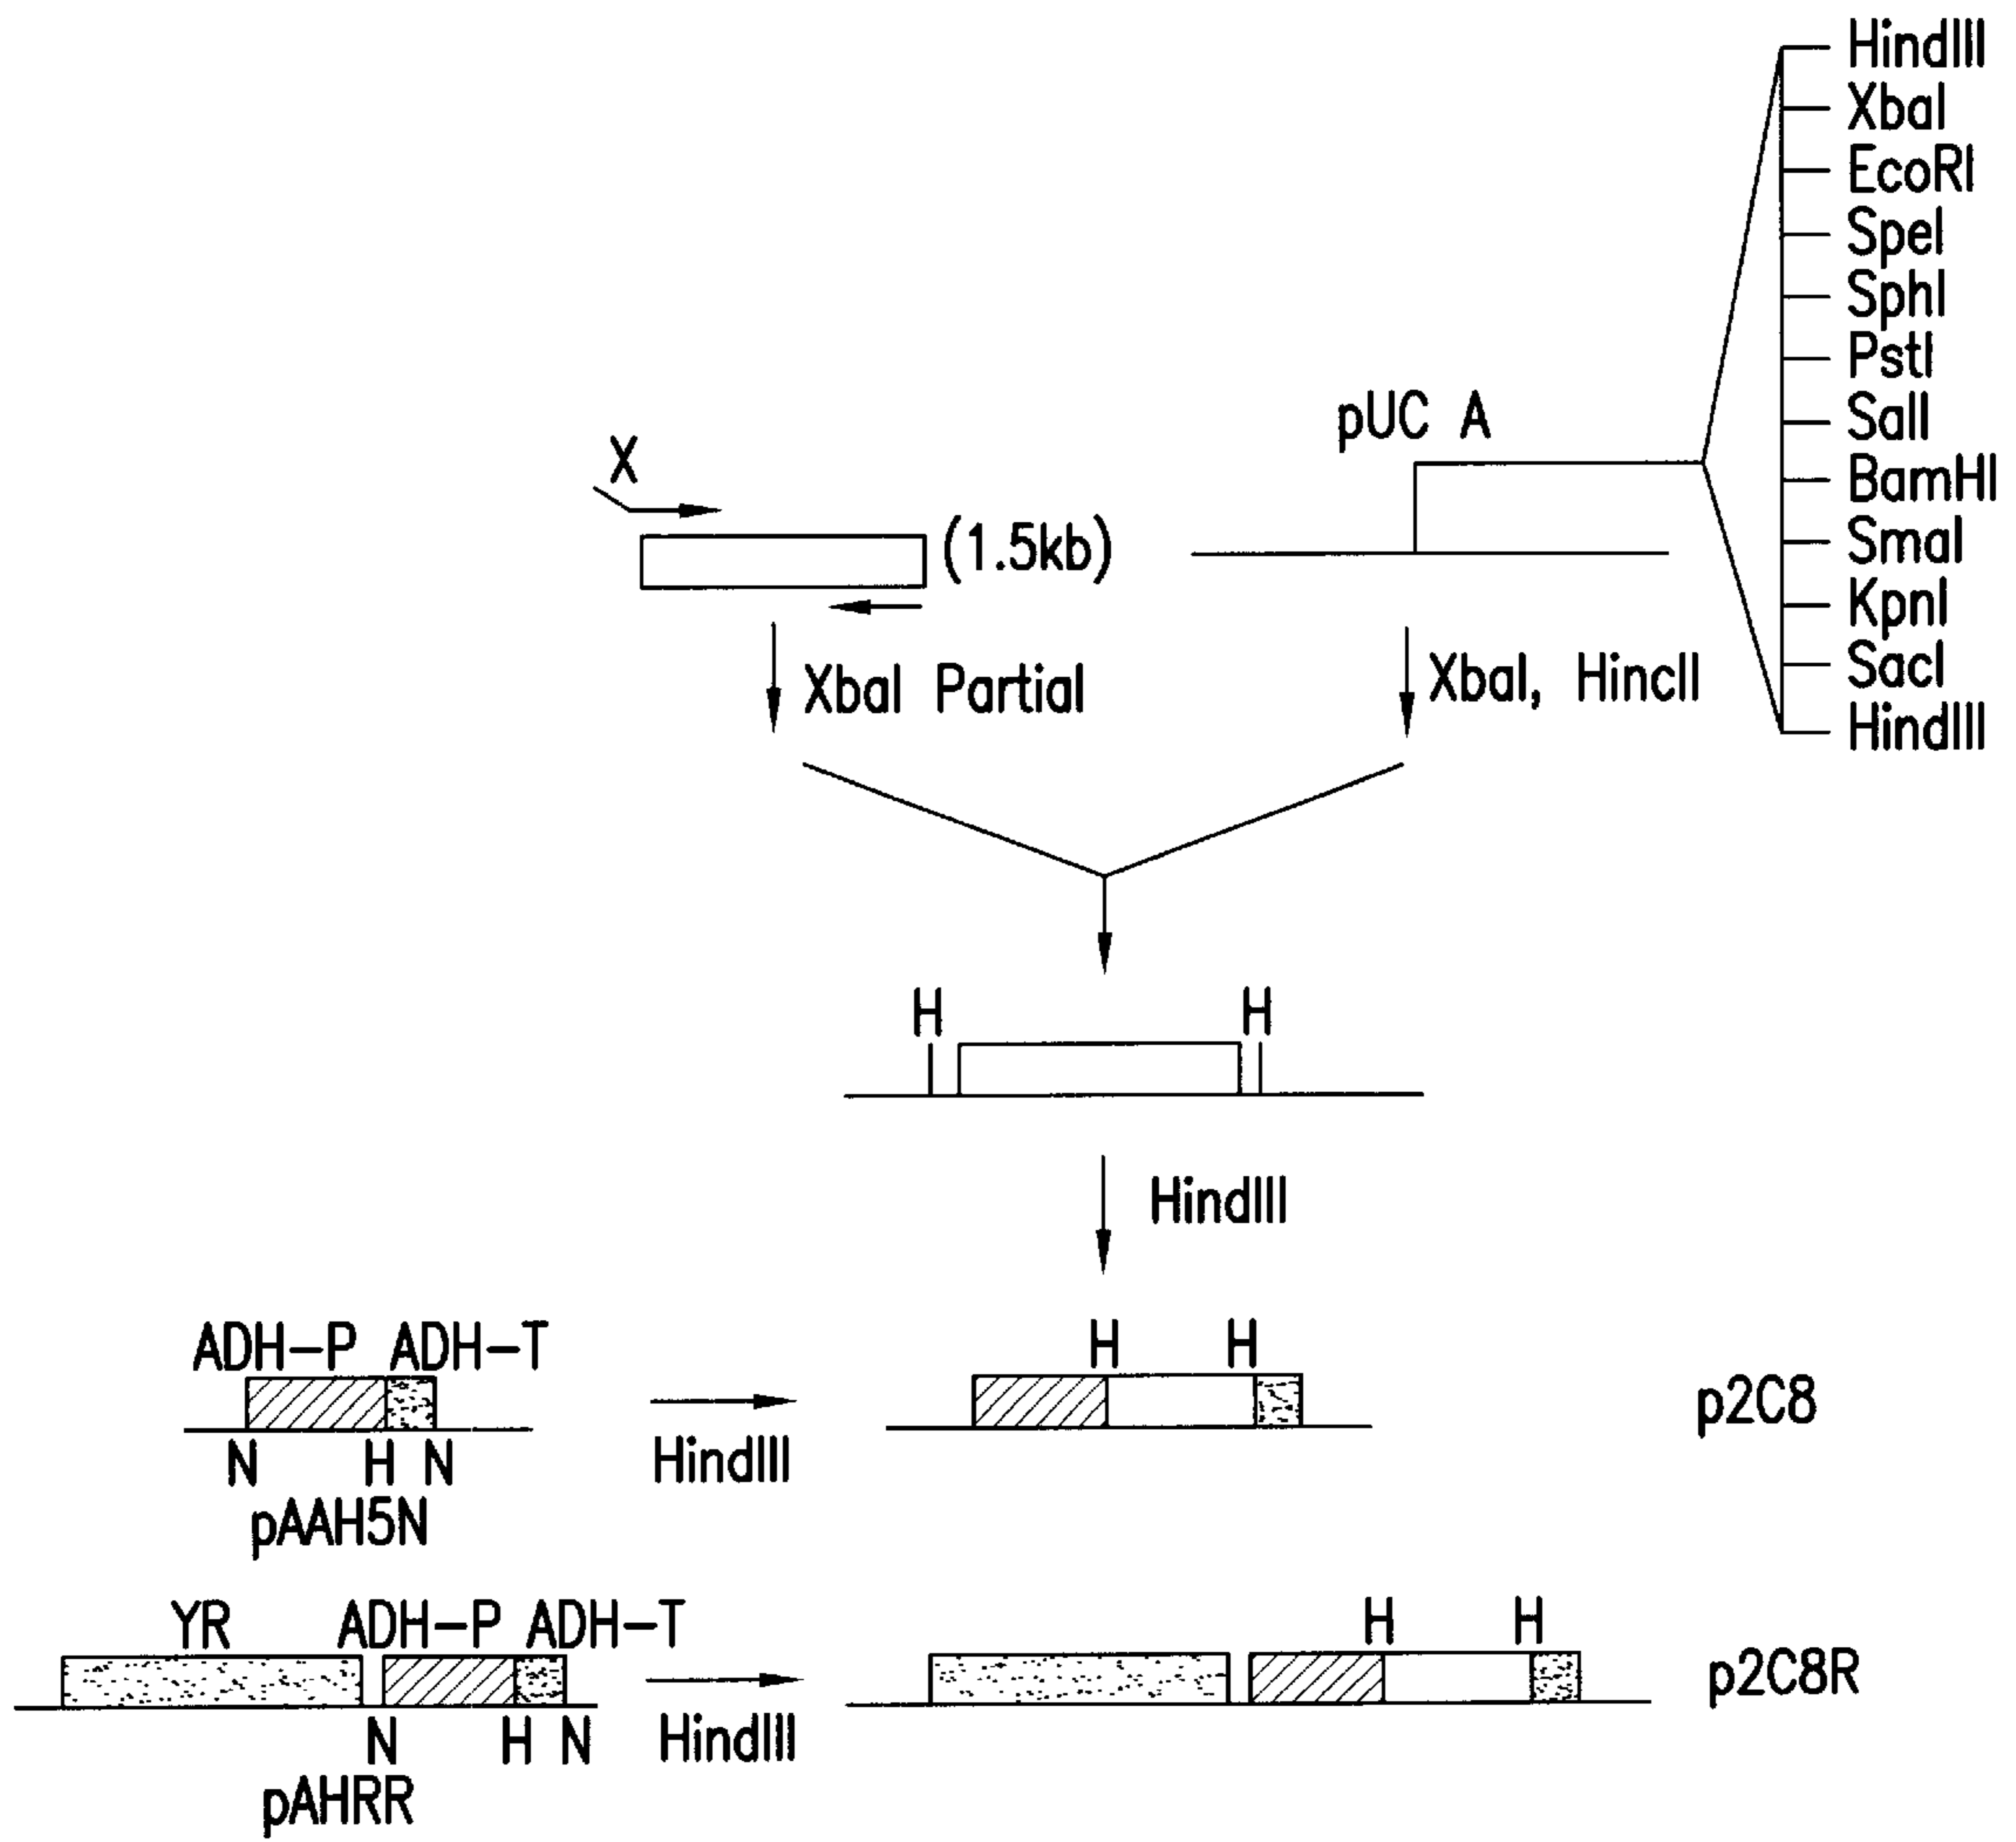 HindIII
XbaI
EcoRI
SpeI
SphI
PstI
SalI
BamHI
SmaI
KpnI
SacI
HindIII
pUC A
X
(1.5kb)
XbaI Partial
XbaI, HincII
H H
HindIII
ADH-P ADH-T
N H N
pAAH5N
HindIII
H H
p2C8
YR ADH-P ADH-T
N H N
pAHRR
HindIII
H H
p2C8R